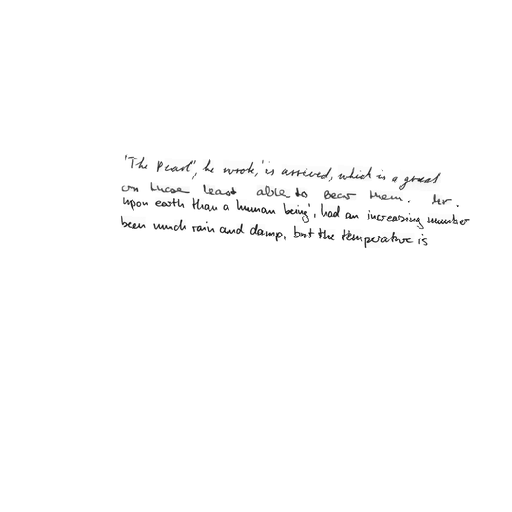 'The Pearl', he wrote, 'is arrived, which is a great
on those least able to bear them. Mr.
upon earth than a human being', had an increasing number
been much rain and damp, but the temperature is